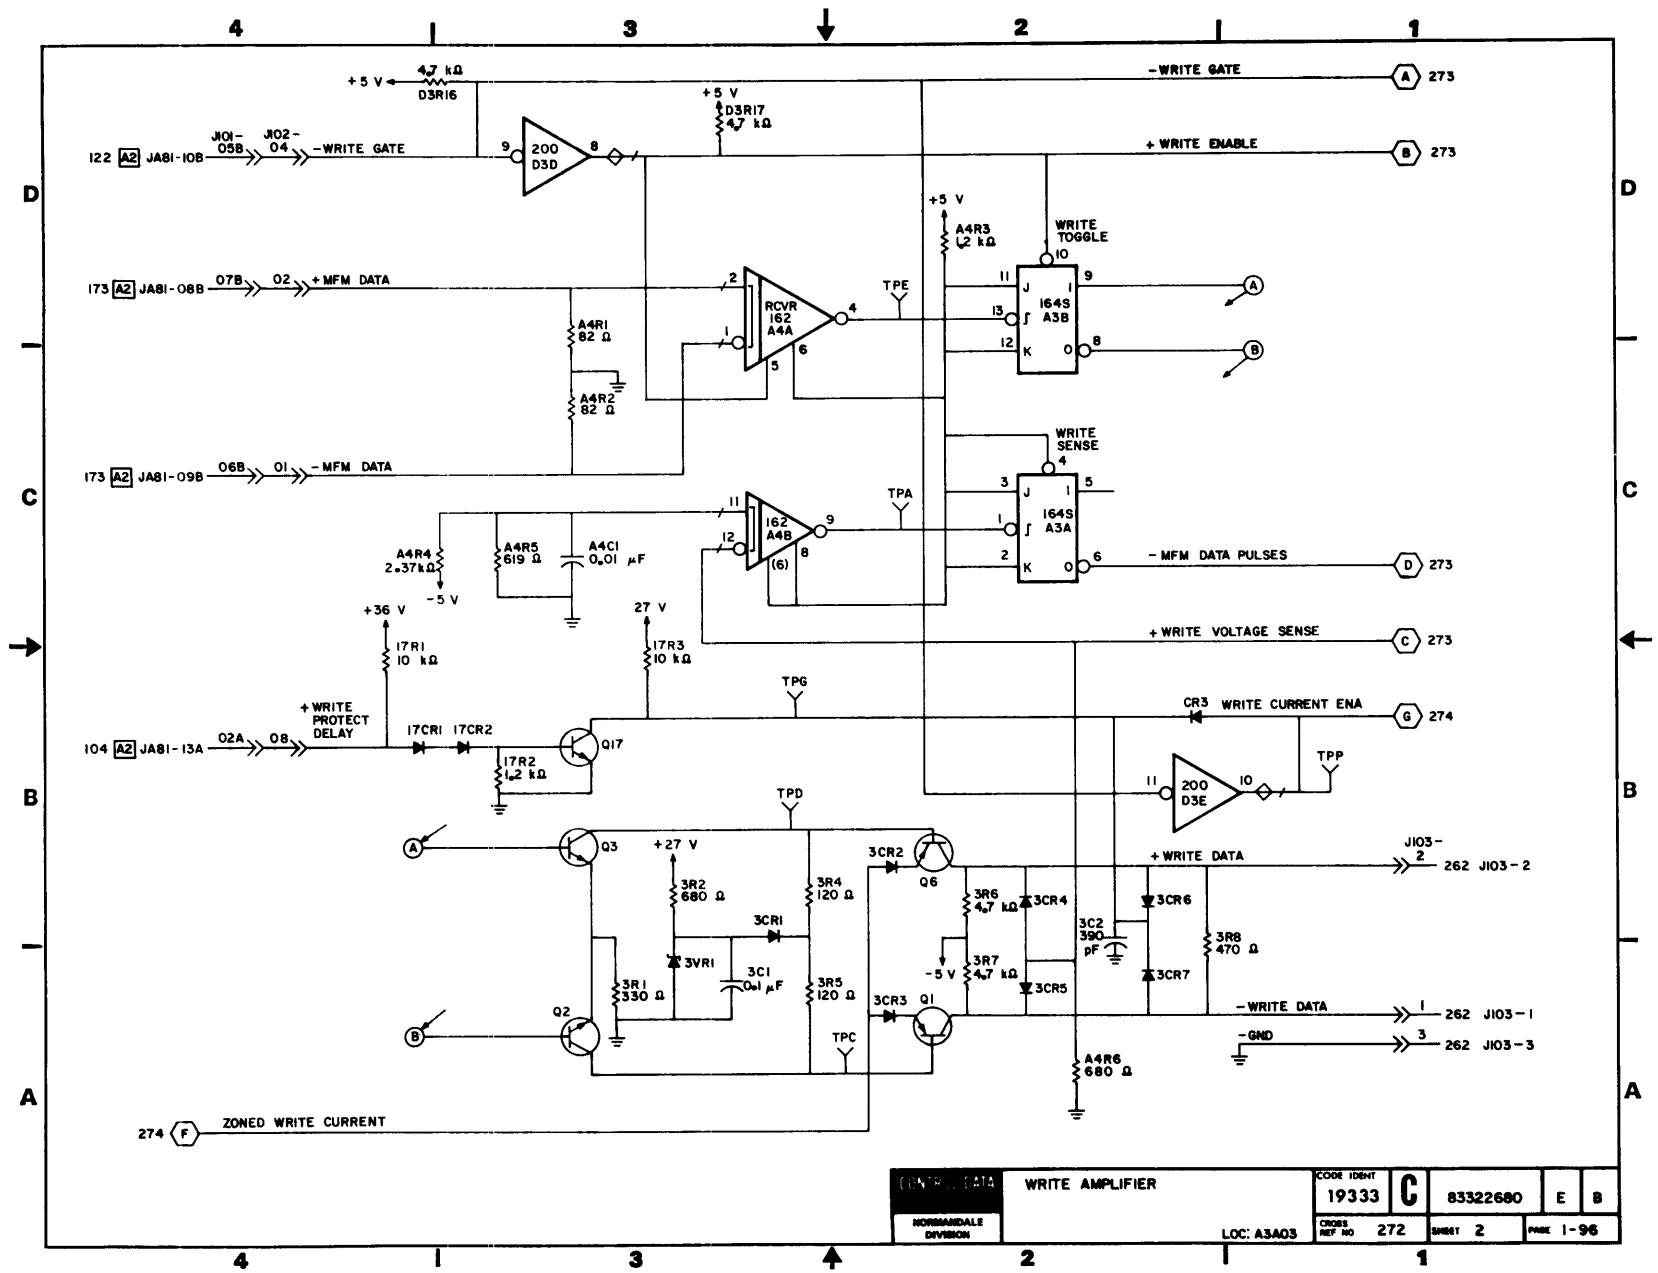 4 3 2 1
4.7 kΩ
+5 V
D3R16
-WRITE GATE
A 273
+5 V
D3R17
4.7 kΩ
J101- J102-
122 A2 JA81-10B 05B 04 -WRITE GATE
9 200 8
D3D
+WRITE ENABLE
B 273
D D
+5 V
A4R3
1.2 kΩ
WRITE
TOGGLE
10
173 A2 JA81-08B 07B 02 +MFM DATA
2
RCVR
162
A4A
4
1
6
5
TPE
11 J 1 9
164S
13 ∫ A3B
12 K 0 8
A
B
A4R1
82 Ω
A4R2
82 Ω
WRITE
SENSE
4
173 A2 JA81-09B 06B 01 -MFM DATA
C C
11
162
A4B
9
12
8
(6)
TPA
3 J 1 5
164S
1 ∫ A3A
2 K 0 6
-MFM DATA PULSES
D 273
A4R4
2.37kΩ
-5 V
A4R5
619 Ω
A4C1
0.01 μF
+36 V
17R1
10 kΩ
27 V
17R3
10 kΩ
+WRITE VOLTAGE SENSE
C 273
TPG
CR3 WRITE CURRENT ENA
G 274
+WRITE
PROTECT
DELAY
104 A2 JA81-13A 02A 08
17CR1 17CR2
Q17
17R2
1.2 kΩ
11 200 10
D3E
TPP
B B
TPD
A
Q3
+27 V
3R2
680 Ω
3R4
120 Ω
3CR2
Q6
+WRITE DATA
J103-
2
262 J103-2
3R6
4.7 kΩ
3CR4
3CR6
3CR1
3C2
390
pF
3R8
470 Ω
-5 V
3R7
4.7 kΩ
3CR5
3CR7
3VR1
3C1
0.1 μF
3R1
330 Ω
3R5
120 Ω
3CR3
Q1
Q2
B
-WRITE DATA
1
262 J103-1
TPC
-GND
3
262 J103-3
A4R6
680 Ω
A A
274 F ZONED WRITE CURRENT
CONTROL DATA
NORMANDALE
DIVISION
WRITE AMPLIFIER
LOC: A3A03
CODE IDENT
19333
C
83322680
E
B
CROSS
REF NO 272
SHEET 2
PAGE 1-96
4 3 2 1